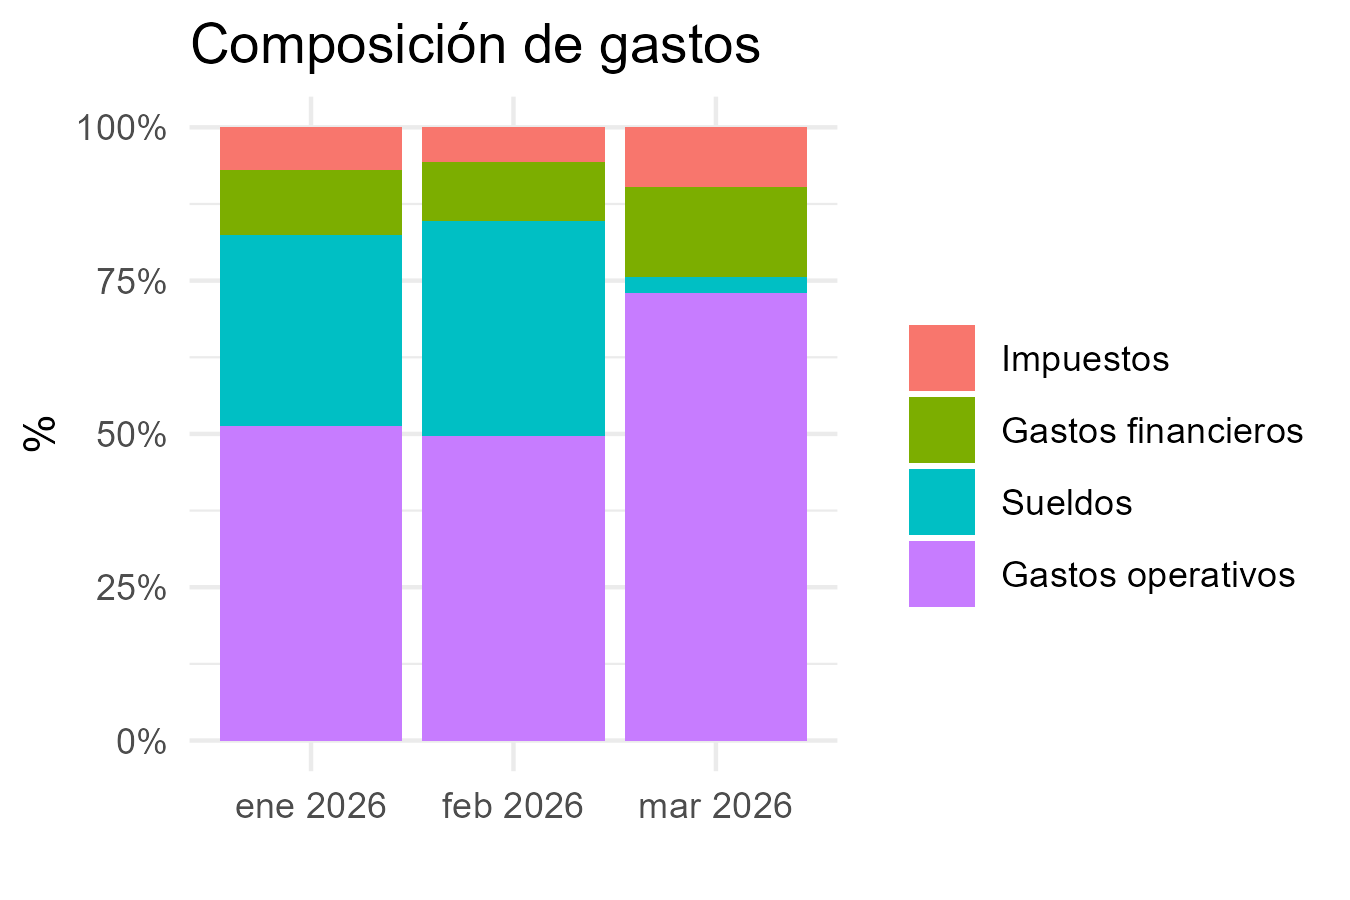 Composición de gastos
100%
75%
50%
25%
0%
%
ene 2026
feb 2026
mar 2026
Impuestos
Gastos financieros
Sueldos
Gastos operativos